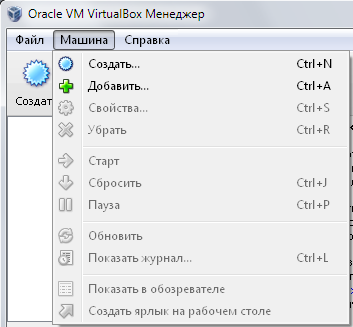 Oracle VM VirtualBox Менеджер
Файл Машина Справка
Создать... Ctrl+N
Добавить... Ctrl+A
Свойства... Ctrl+S
Убрать Ctrl+R
Старт
Сбросить Ctrl+J
Пауза Ctrl+P
Обновить
Показать журнал... Ctrl+L
Показать в обозревателе
Создать ярлык на рабочем столе
Создат